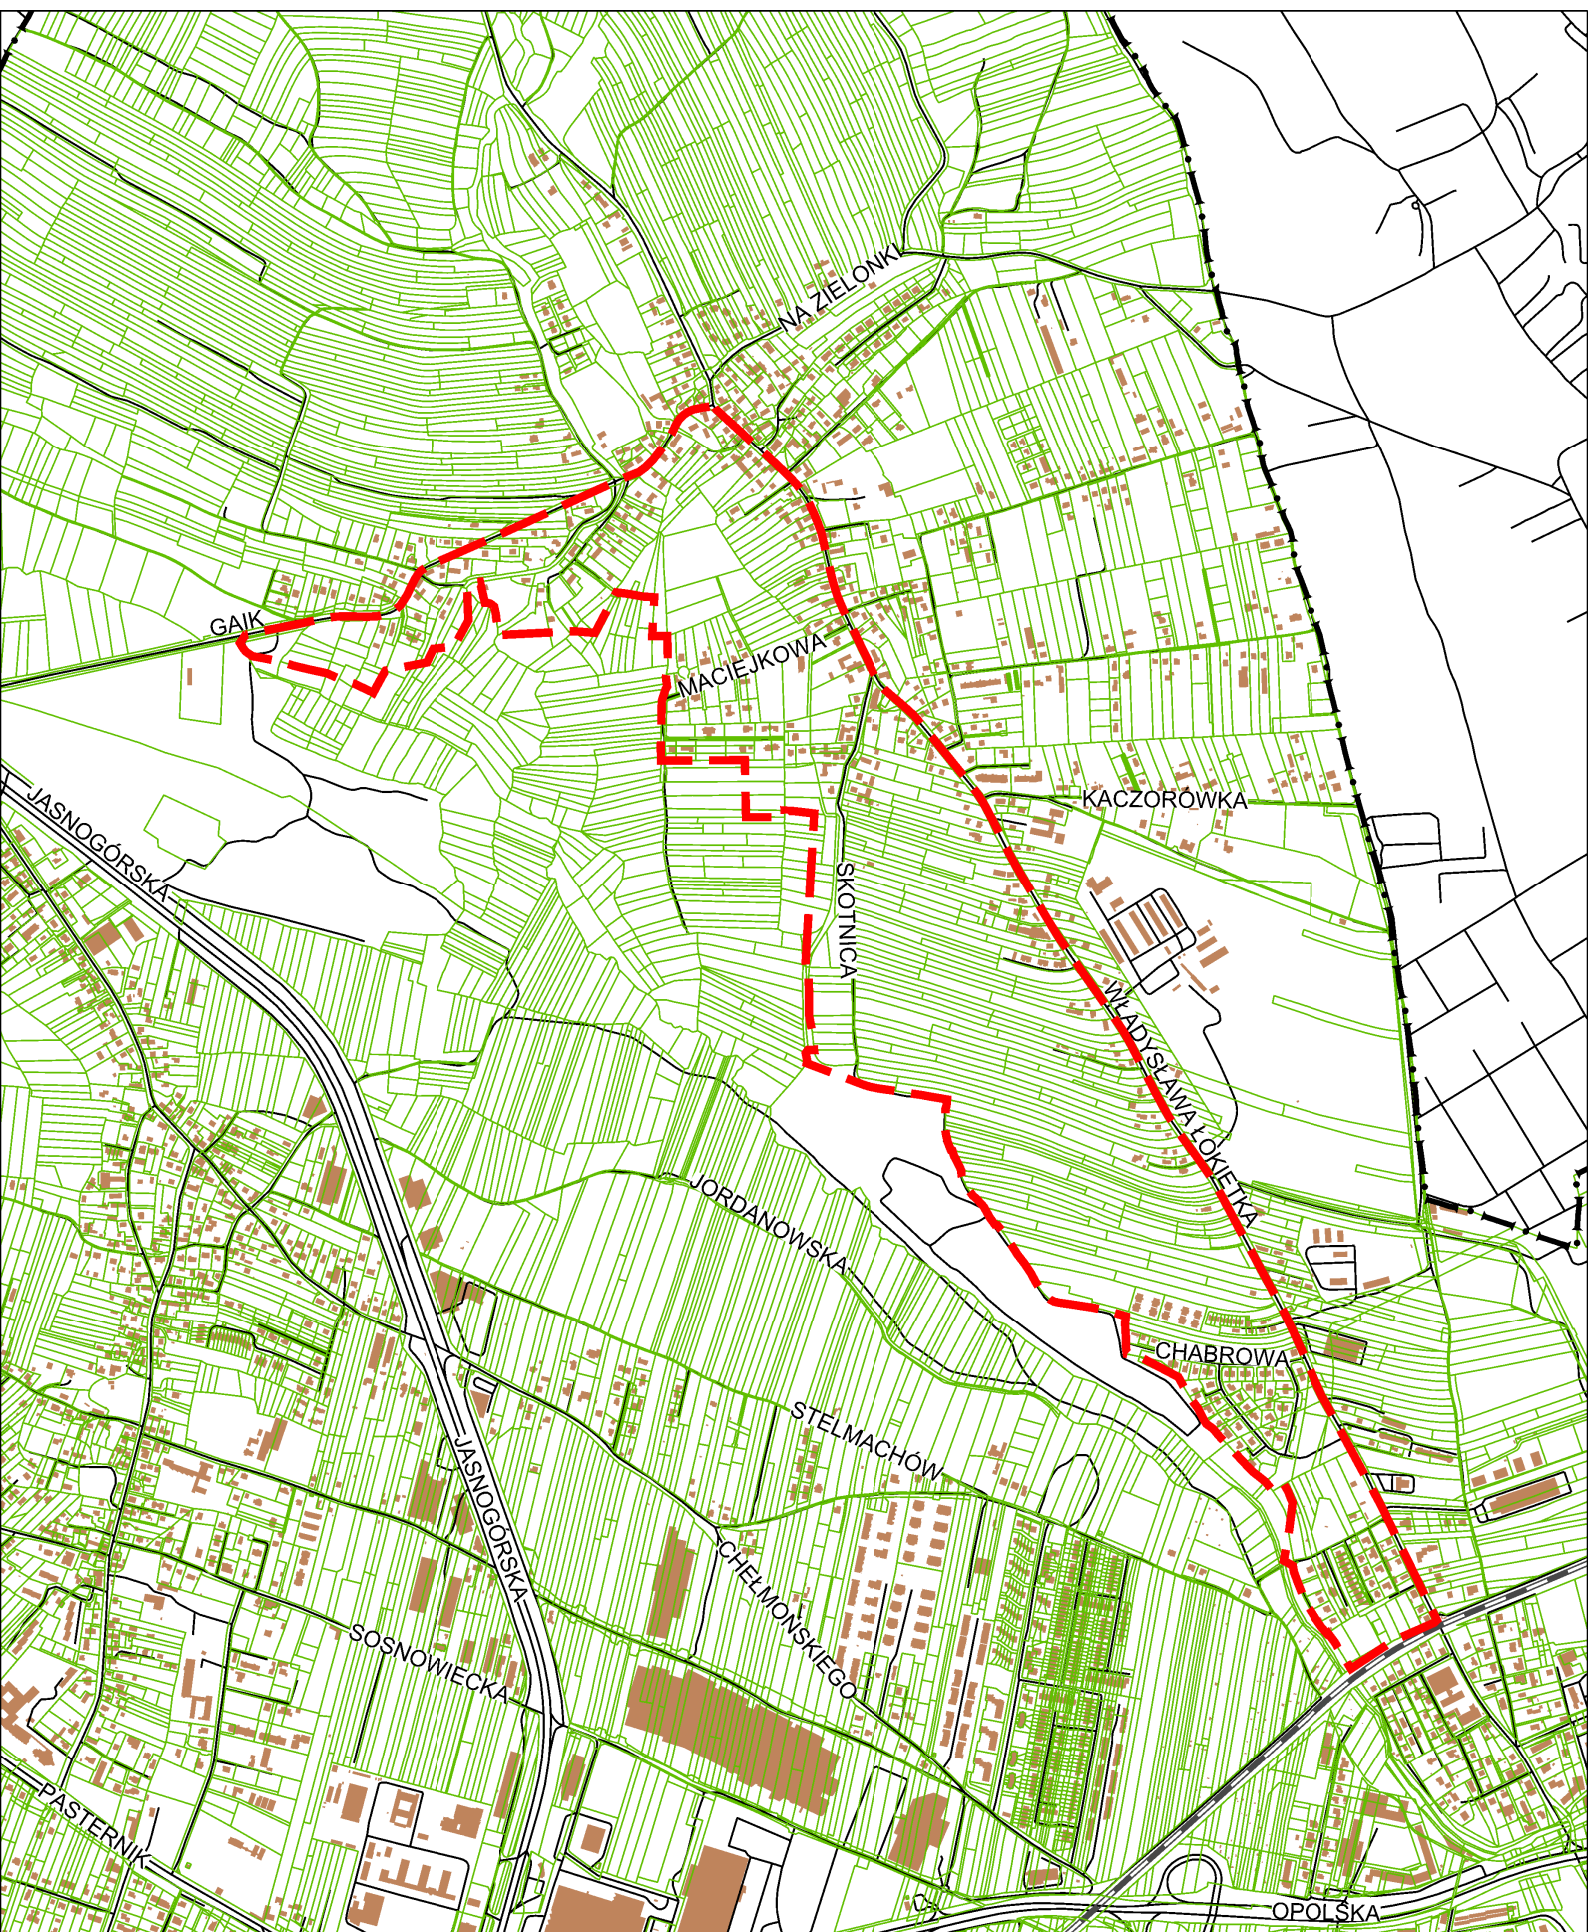 NA ZIELONKI
GAIK
MACIEJKOWA
JASNOGÓRSKA
KACZORÓWKA
SKOTNICA
WŁADYSŁAWA ŁOKIETKA
JORDANOWSKA
CHABROWA
STELMACHÓW
JASNOGÓRSKA
CHEŁMOŃSKIEGO
SOSNOWIECKA
PASTERNIK
OPOLSKA